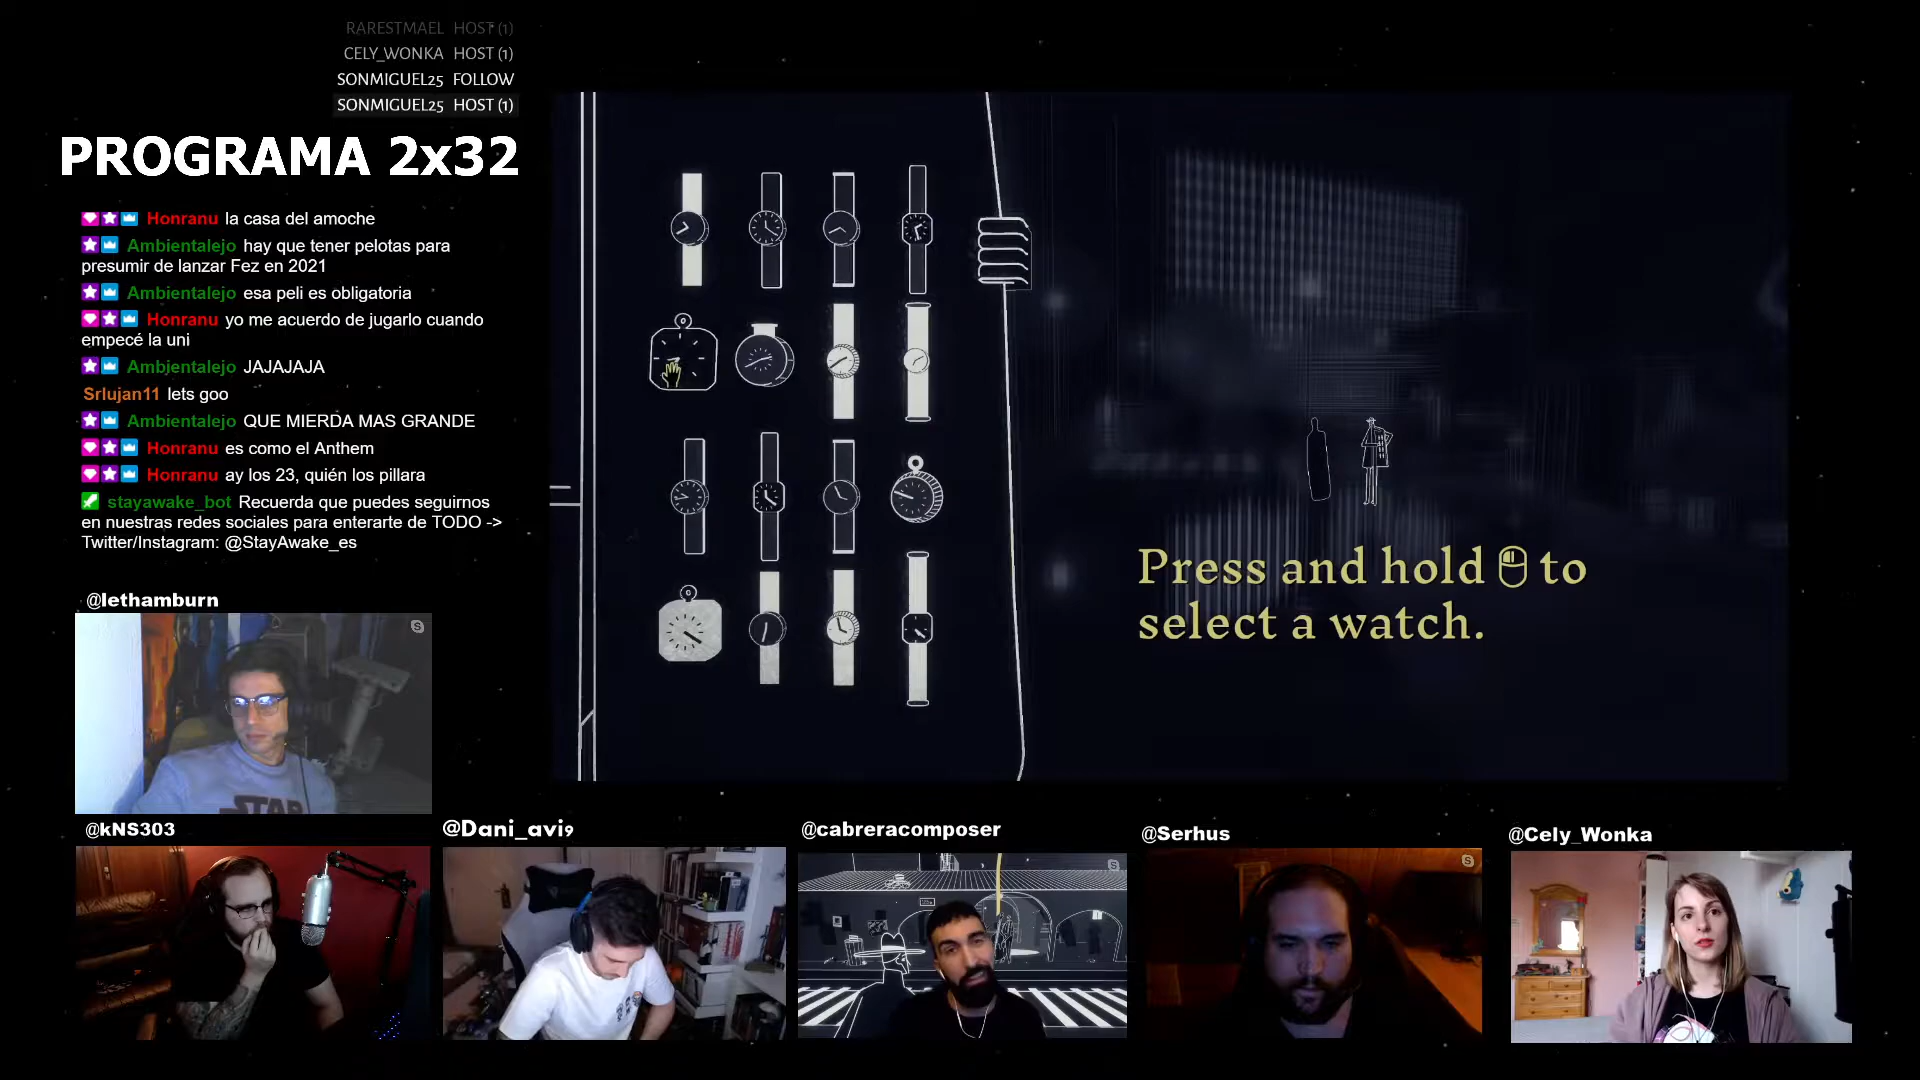 RARESTMAEL HOST (1)
CELY_WONKA HOST (1)
SONMIGUEL25 FOLLOW
SONMIGUEL25 HOST (1)
PROGRAMA 2x32
Honranu la casa del amoche
Ambientalejo hay que tener pelotas para
presumir de lanzar Fez en 2021
Ambientalejo esa peli es obligatoria
Honranu yo me acuerdo de jugarlo cuando
empecé la uni
Ambientalejo JAJAJAJA
Srlujan11 lets goo
Ambientalejo QUE MIERDA MAS GRANDE
Honranu es como el Anthem
Honranu ay los 23, quién los pillara
stayawake_bot Recuerda que puedes seguirnos
en nuestras redes sociales para enterarte de TODO ->
Twitter/Instagram: @StayAwake_es
Press and hold to
select a watch.
@lethamburn
STAR
@kNS303
@Dani_avi9
@cabreracomposer
@Serhus
@Cely_Wonka